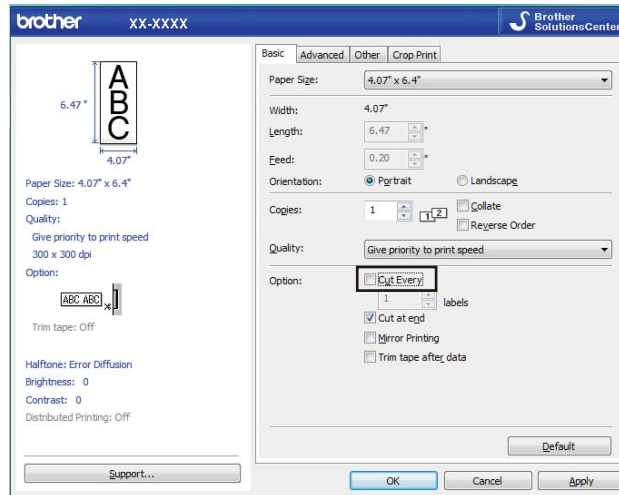 brother XX-XXXX
Brother
SolutionsCenter
A
B
C
6.47 "
4.07"
Paper Size: 4.07" x 6.4"
Copies: 1
Quality:
Give priority to print speed
300 x 300 dpi
Option:
ABC ABC
Trim tape: Off
Halftone: Error Diffusion
Brightness: 0
Contrast: 0
Distributed Printing: Off
Support...
Basic Advanced Other Crop Print
Paper Size: 4.07" x 6.4"
Width: 4.07"
Length: 6.47 "
Feed: 0.20 "
Orientation: Portrait Landscape
Copies: 1 1 2 Collate
Reverse Order
Quality: Give priority to print speed
Option: Cut Every
1 labels
Cut at end
Mirror Printing
Trim tape after data
Default
OK Cancel Apply